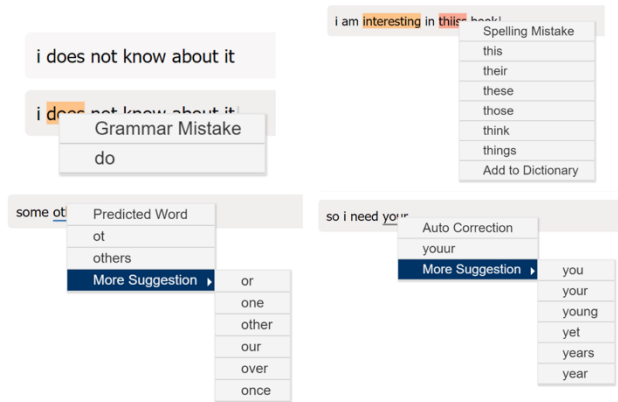 i does not know about it
i does not know about it
Grammar Mistake
do
i am interesting in thiiss book
Spelling Mistake
this
their
these
those
think
things
Add to Dictionary
some ot
Predicted Word
ot
others
More Suggestion
or
one
other
our
over
once
so i need your
Auto Correction
youur
More Suggestion
you
your
young
yet
years
year